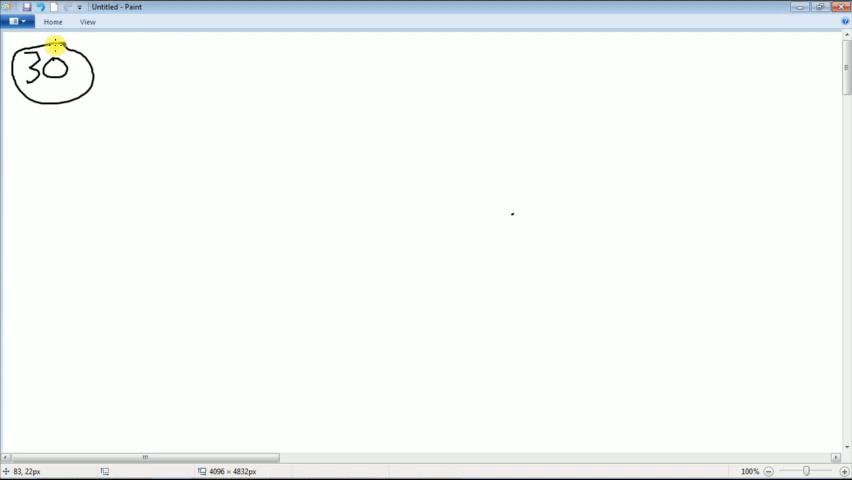 Untitled - Paint
Home View
30
83, 22px
4096 × 4832px
100%